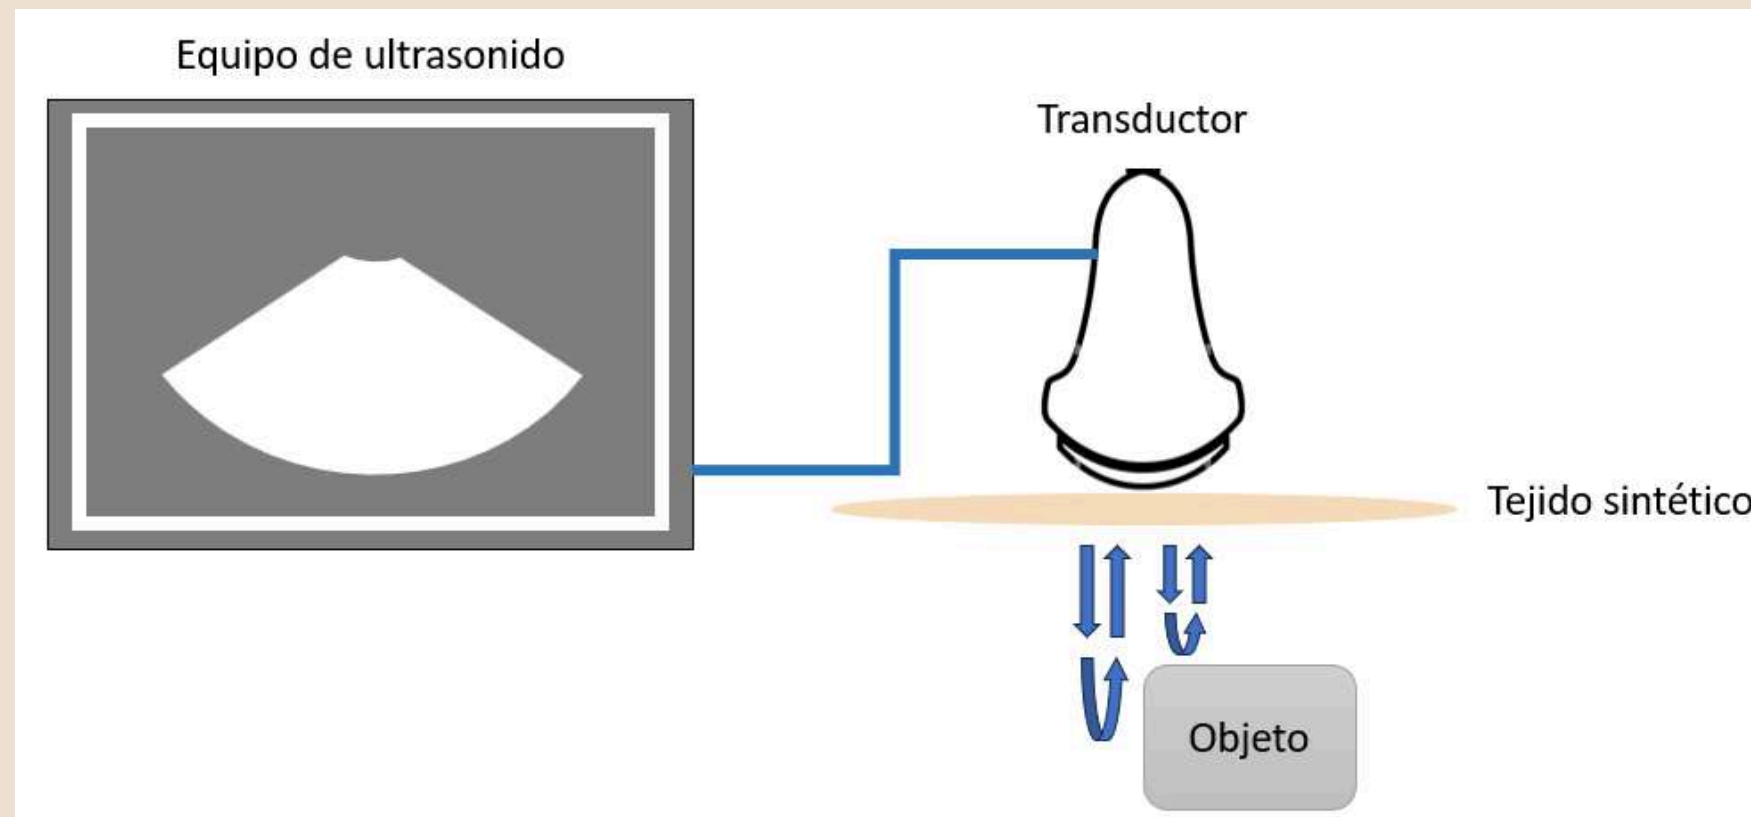 Equipo de ultrasonido
Transductor
Tejido sintético
Objeto